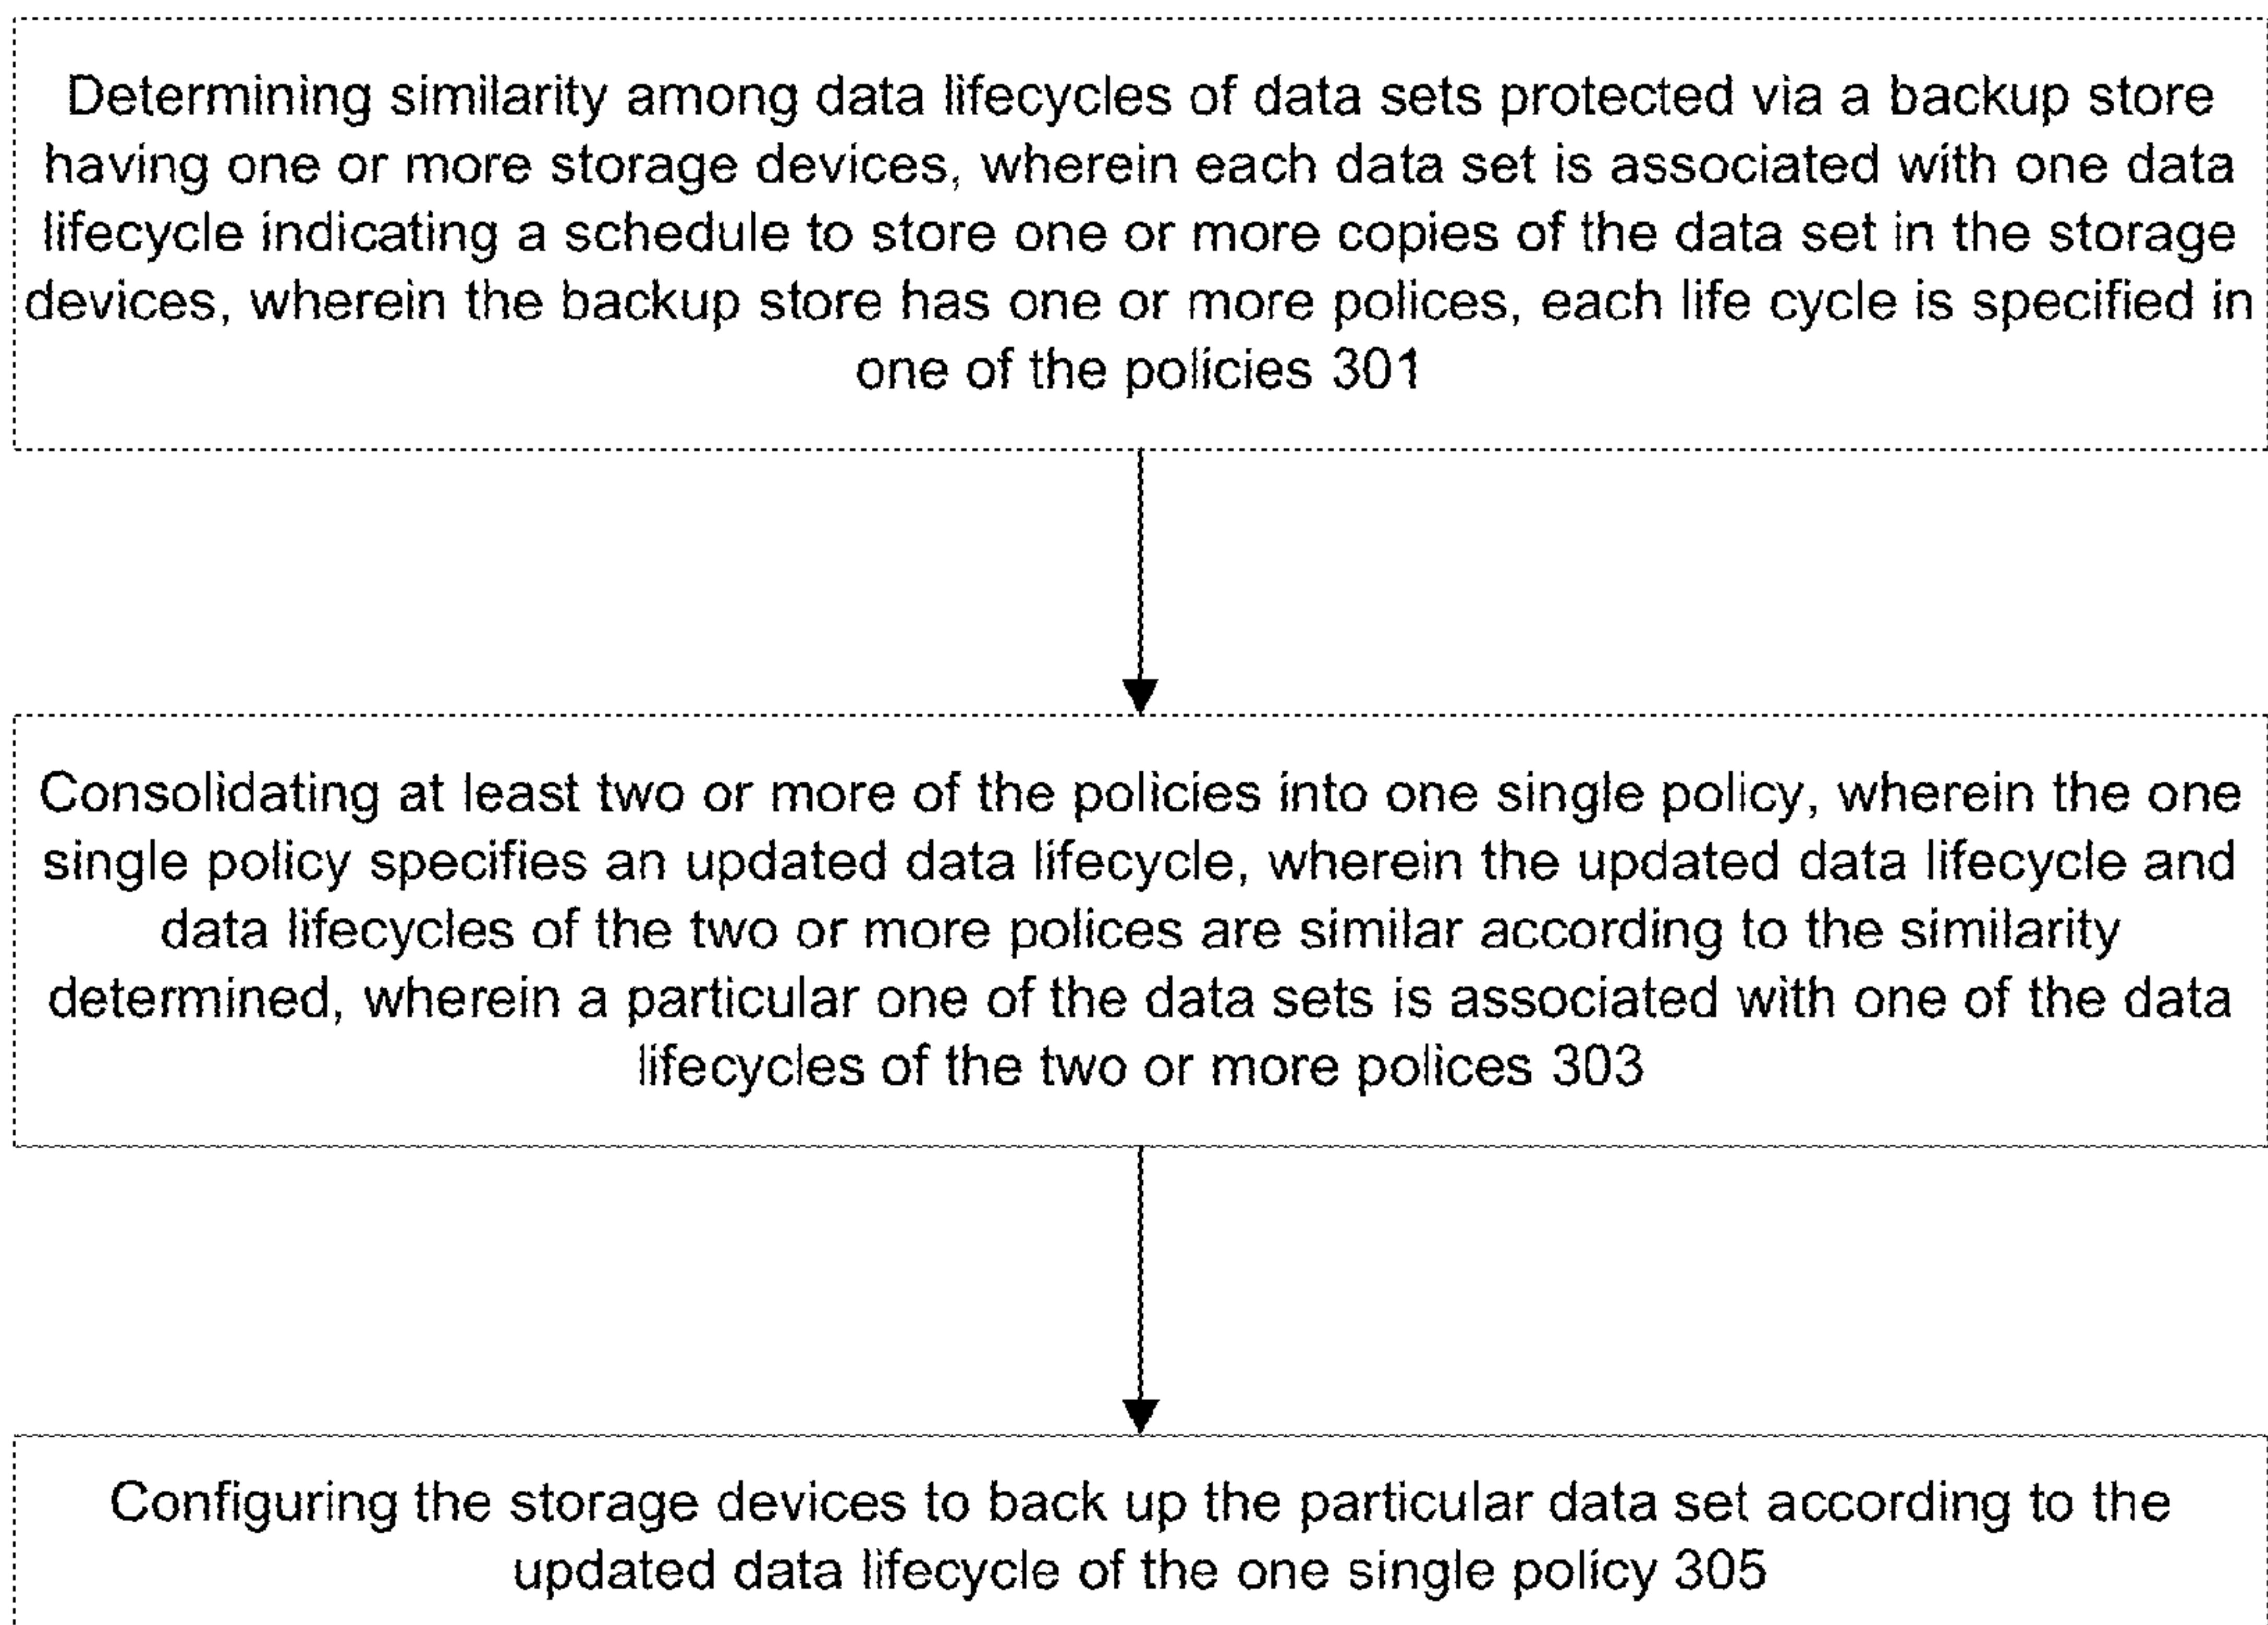 Determining similarity among data lifecycles of data sets protected via a backup store
having one or more storage devices, wherein each data set is associated with one data
lifecycle indicating a schedule to store one or more copies of the data set in the storage
devices, wherein the backup store has one or more polices, each life cycle is specified in
one of the policies 301
Consolidating at least two or more of the policies into one single policy, wherein the one
single policy specifies an updated data lifecycle, wherein the updated data lifecycle and
data lifecycles of the two or more polices are similar according to the similarity
determined, wherein a particular one of the data sets is associated with one of the data
lifecycles of the two or more polices 303
Configuring the storage devices to back up the particular data set according to the
updated data lifecycle of the one single policy 305